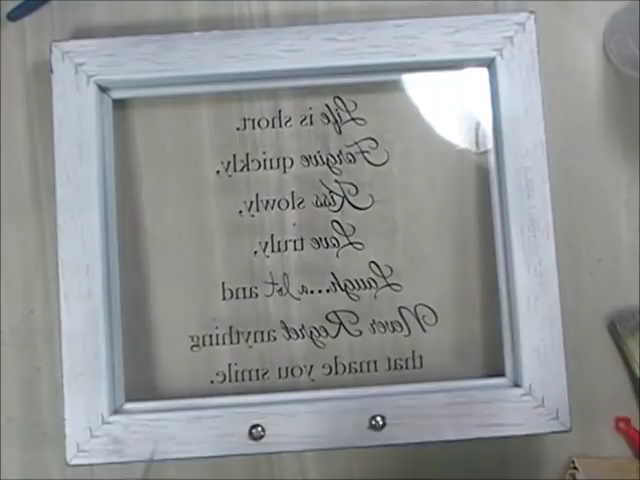 Life is short.
Forgive quickly,
Kiss slowly,
Love truly,
Laugh...a lot and
Never Regret anything
that made you smile.